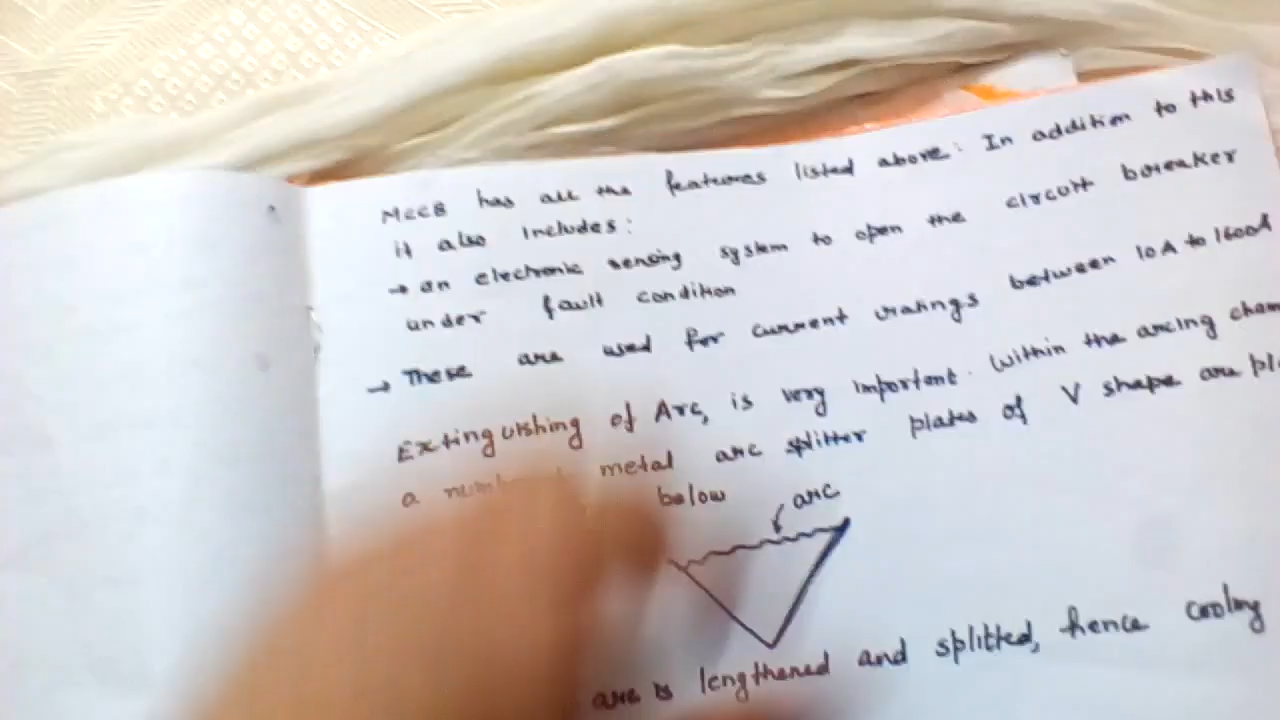 MCCB has all the features listed above. In addition to this
it also includes:
→ an electronic sensing system to open the circuit breaker
under fault condition
→ These are used for current ratings between 10A to 1600A
Extinguishing of Arc, is very important. Within the arcing cham
a metal arc splitter plates of V shape are pl
below
arc
arc is lengthened and splitted, hence cooling